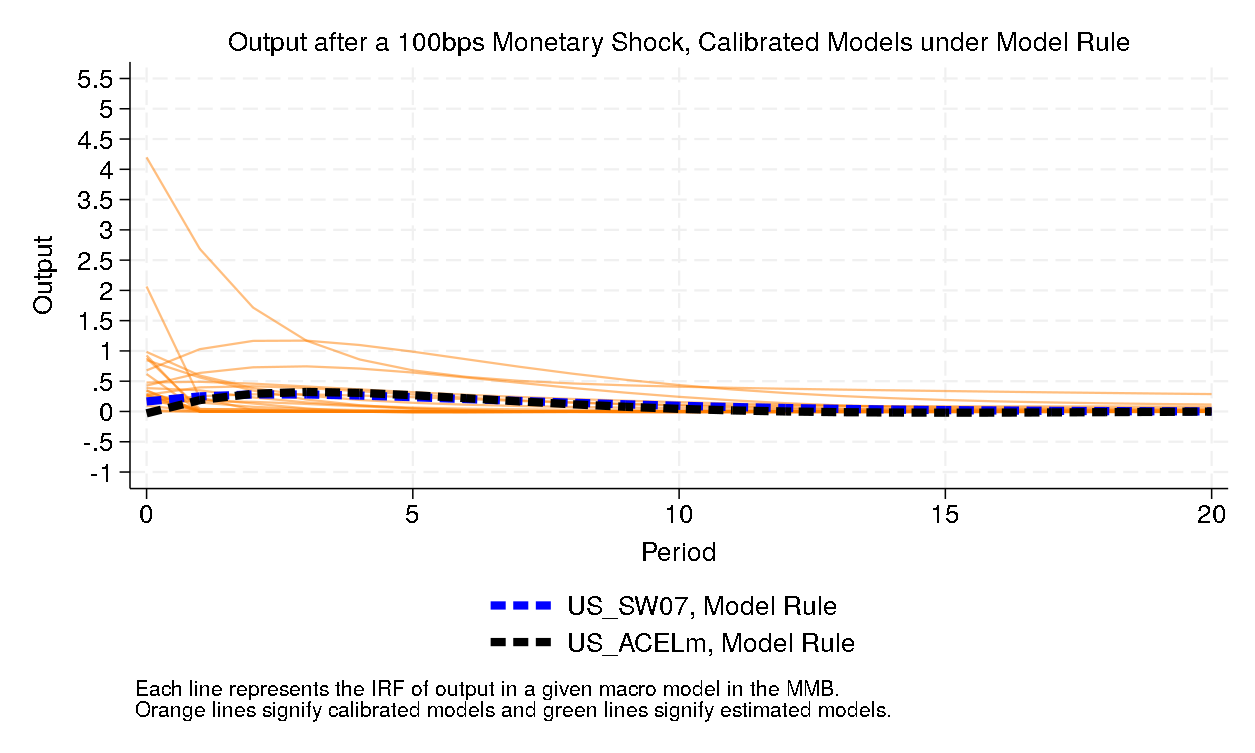 Output after a 100bps Monetary Shock, Calibrated Models under Model Rule
5.5
5
4.5
4
3.5
3
2.5
2
1.5
1
.5
0
-.5
-1
Output
0 5 10 15 20
Period
US_SW07, Model Rule
US_ACELm, Model Rule
Each line represents the IRF of output in a given macro model in the MMB.
Orange lines signify calibrated models and green lines signify estimated models.